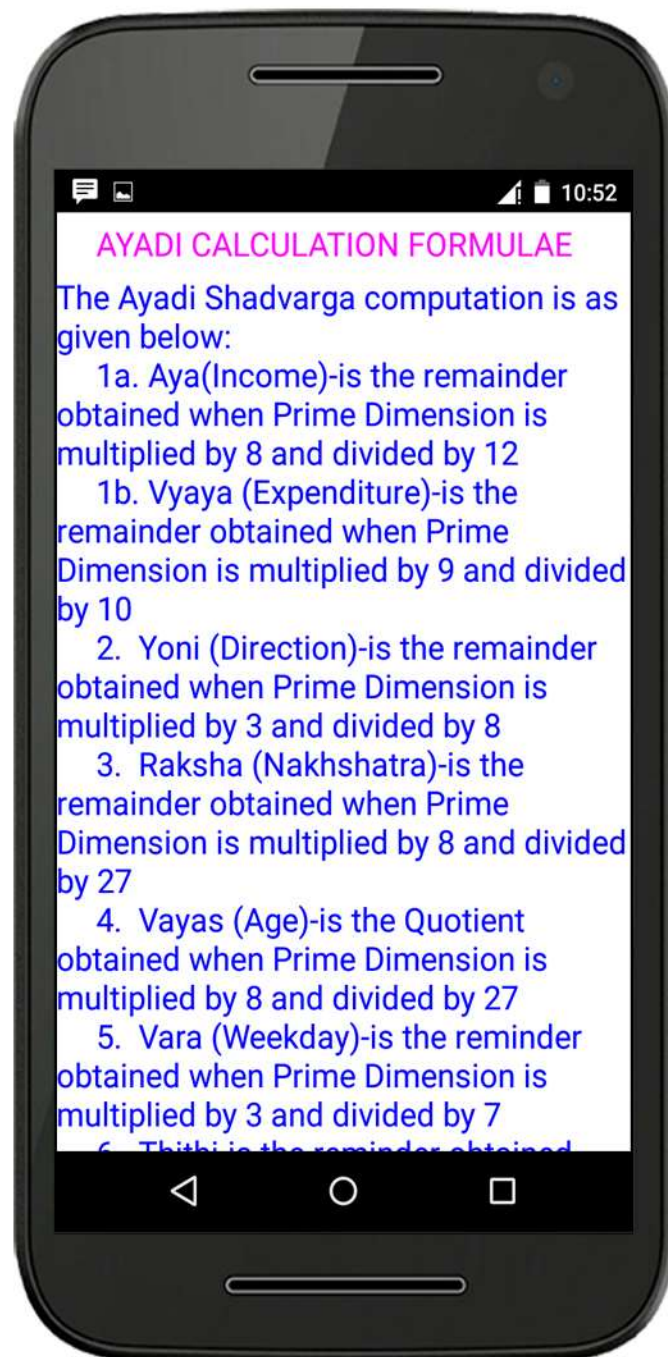 10:52
AYADI CALCULATION FORMULAE
The Ayadi Shadvarga computation is as
given below:
1a. Aya(Income)-is the remainder
obtained when Prime Dimension is
multiplied by 8 and divided by 12
1b. Vyaya (Expenditure)-is the
remainder obtained when Prime
Dimension is multiplied by 9 and divided
by 10
2. Yoni (Direction)-is the remainder
obtained when Prime Dimension is
multiplied by 3 and divided by 8
3. Raksha (Nakhshatra)-is the
remainder obtained when Prime
Dimension is multiplied by 8 and divided
by 27
4. Vayas (Age)-is the Quotient
obtained when Prime Dimension is
multiplied by 8 and divided by 27
5. Vara (Weekday)-is the reminder
obtained when Prime Dimension is
multiplied by 3 and divided by 7
6. Thithi is the reminder obtained